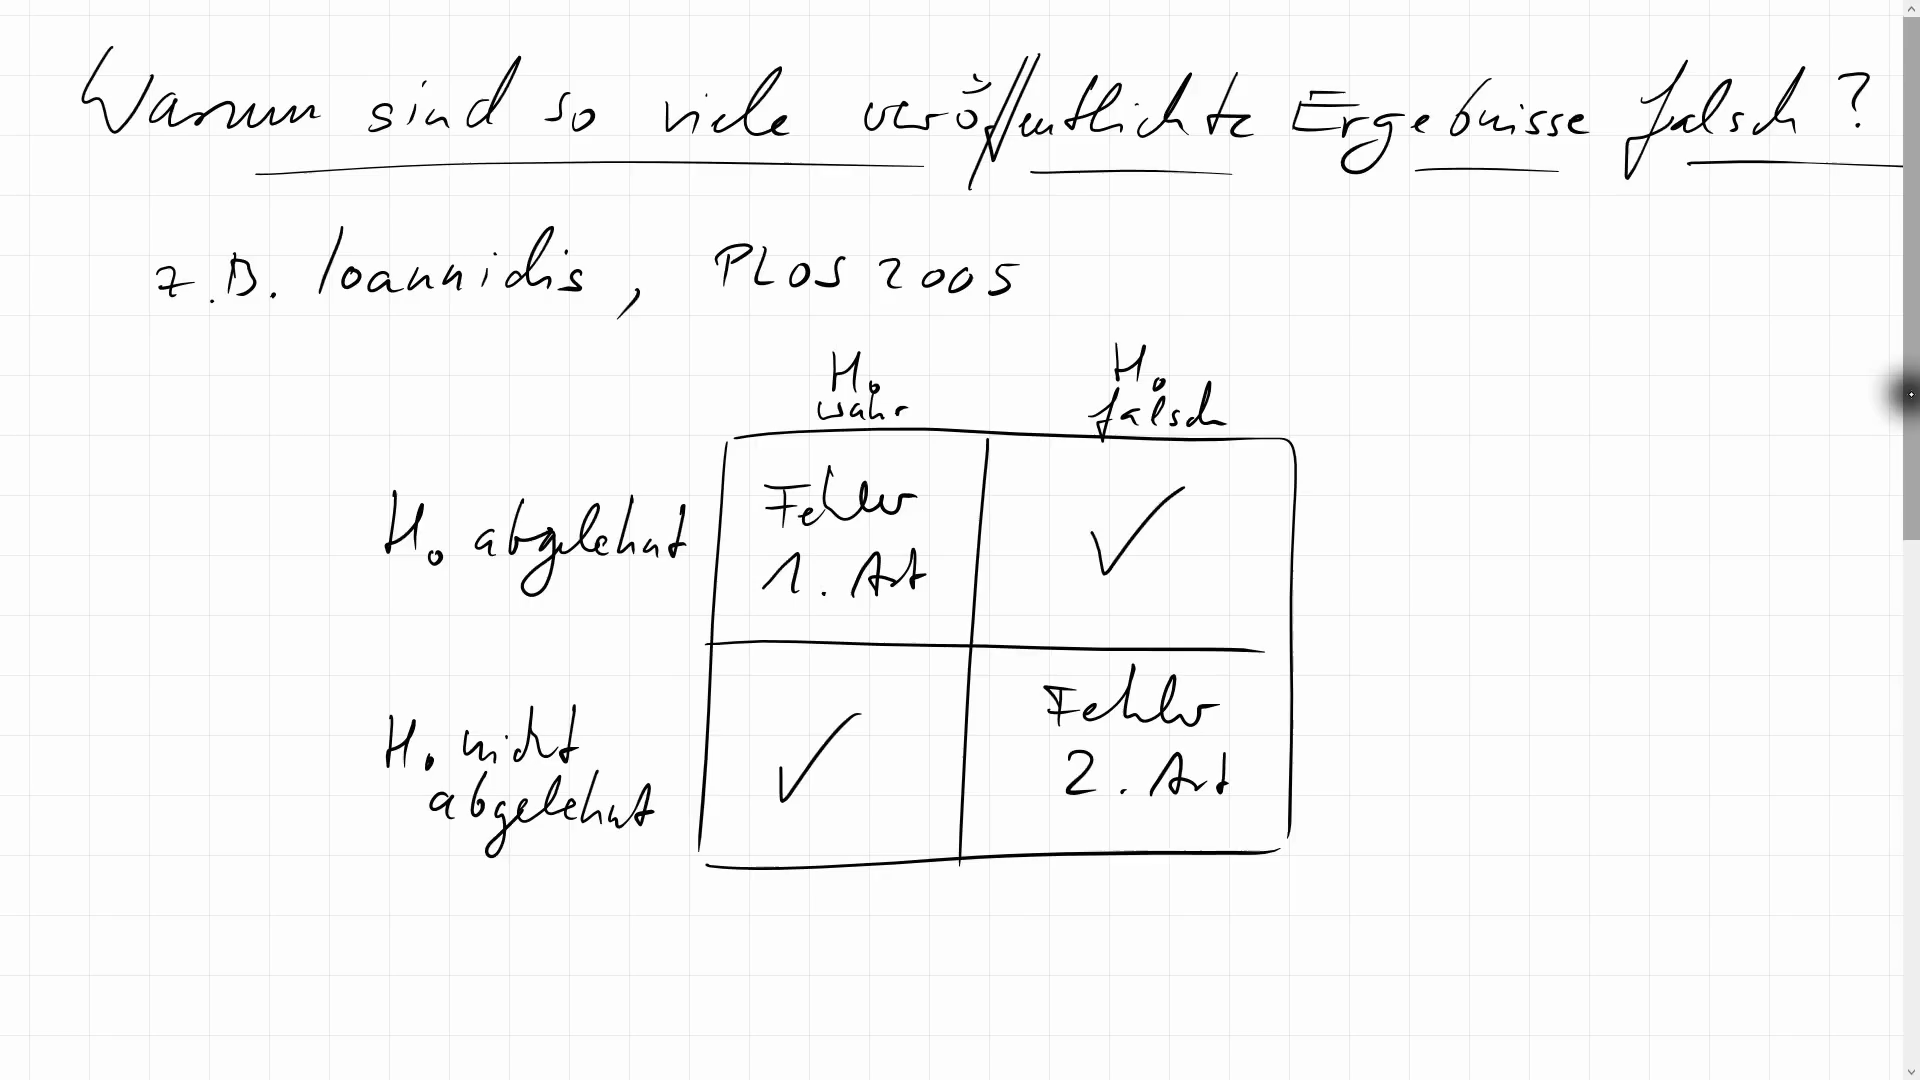 Warum sind so viele veröffentlichte Ergebnisse falsch?
z.B. Ioannidis, PLOS 2005
H₀ wahr
H₀ falsch
H₀ abgelehnt
Fehler
1. Art
✓
H₀ nicht
abgelehnt
✓
Fehler
2. Art